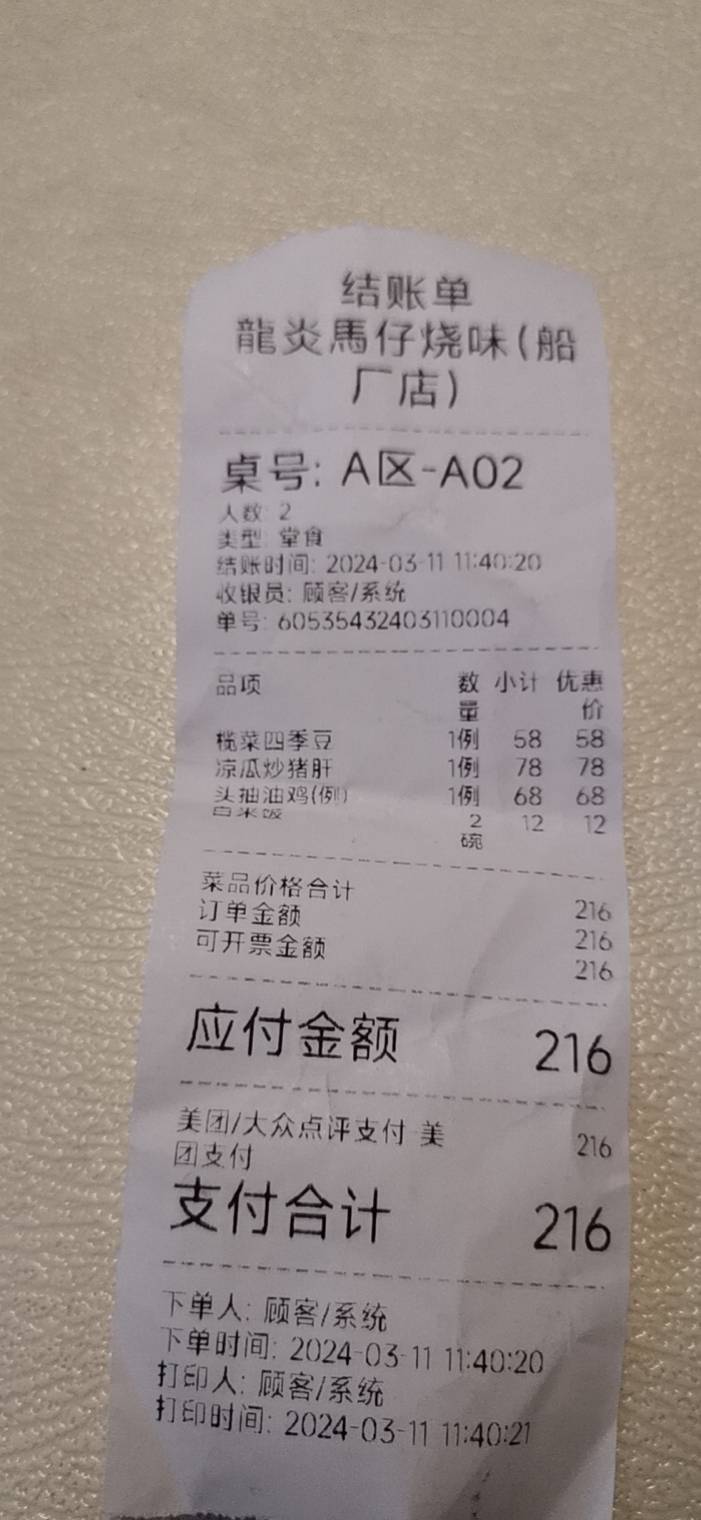 结账单
龍炎馬仔烧味(船
厂店)
桌号: A区-A02
人数: 2
类型: 堂食
结账时间: 2024-03-11 11:40:20
收银员: 顾客/系统
单号: 605354432403110004
品项 数 小计 优惠
量 价
榄菜四季豆 1例 58 58
凉瓜炒猪肝 1例 78 78
头抽油鸡(例) 1例 68 68
白米饭 2 12 12
碗
菜品价格合计 216
订单金额 216
可开票金额 216
应付金额 216
美团/大众点评支付-美 216
团支付
支付合计 216
下单人: 顾客/系统
下单时间: 2024-03-11 11:40:20
打印人: 顾客/系统
打印时间: 2024-03-11 11:40:21